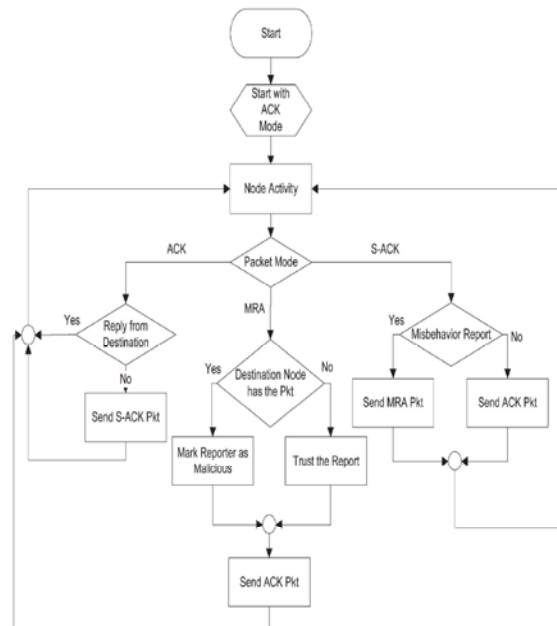 Start
Start with
ACK
Mode
Node Activity
ACK
Packet Mode
S-ACK
MRA
Yes
Reply from
Destination
No
Send S-ACK Pkt
Yes
Destination Node
has the Pkt
No
Mark Reporter as
Malicious
Trust the Report
Yes
Misbehavior Report
No
Send MRA Pkt
Send ACK Pkt
Send ACK Pkt